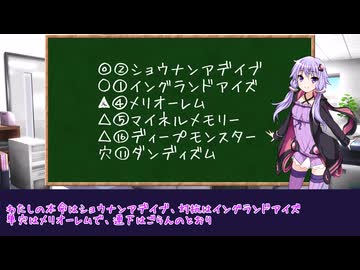 ◎②ショウナンアデイブ
○①イングランドアイズ
▲④メリオーレム
△⑤マイネルメモリー
△⑯ディープモンスター
穴⑪ダンディズム
わたしの本命はショウナンアデイブ、対抗はイングランドアイズ
単穴はメリオーレムで、連下はごらんのとおり